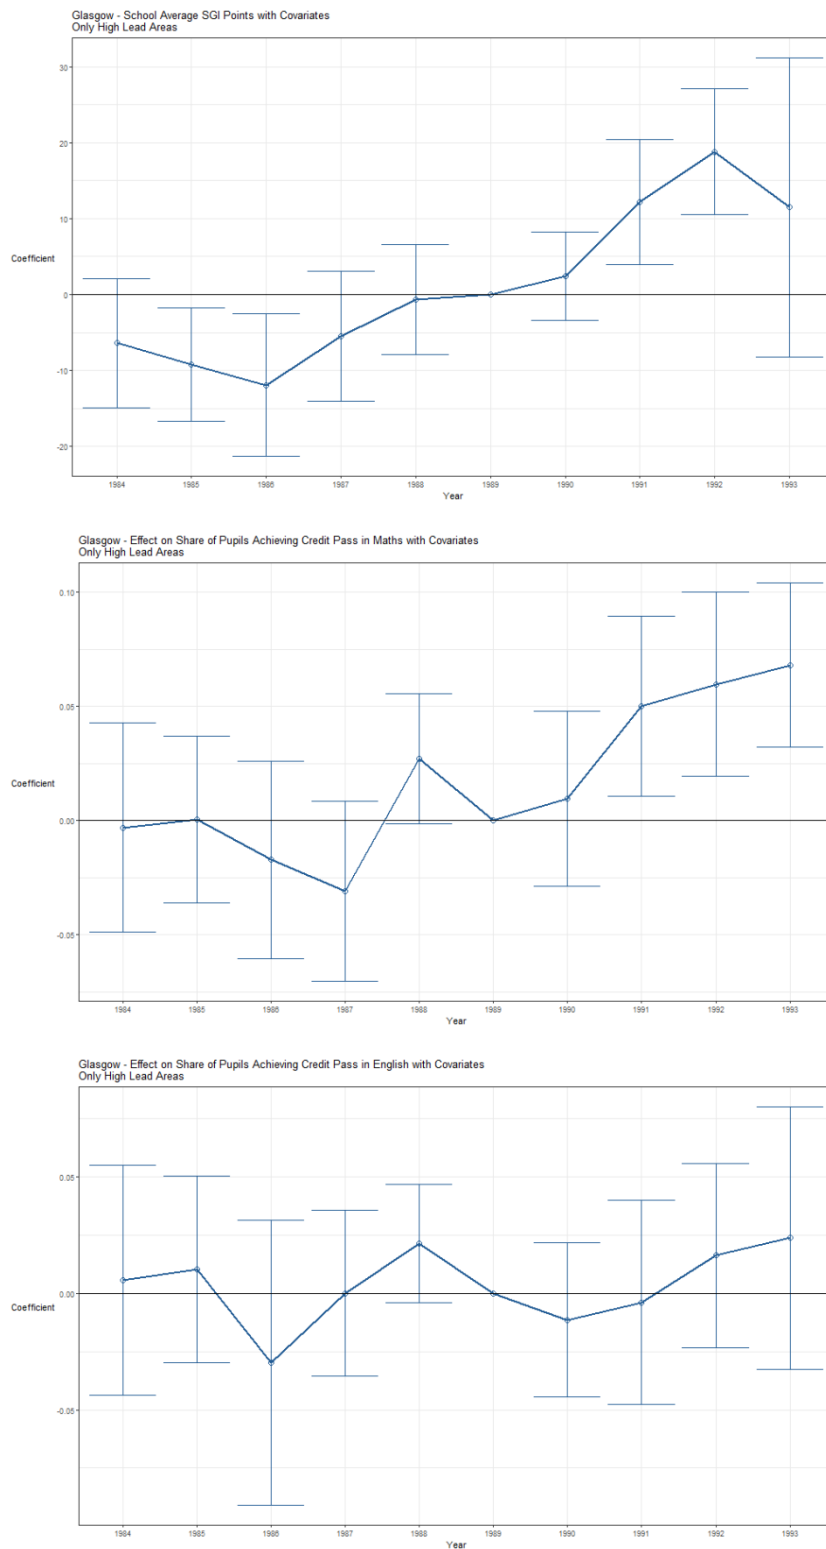 Glasgow - School Average SGI Points with Covariates
Only High Lead Areas
30
20
10
Coefficient
0
-10
-20
1984 1985 1986 1987 1988 1989 1990 1991 1992 1993
Year
Glasgow - Effect on Share of Pupils Achieving Credit Pass in Maths with Covariates
Only High Lead Areas
0.10
0.05
Coefficient
0.00
-0.05
1984 1985 1986 1987 1988 1989 1990 1991 1992 1993
Year
Glasgow - Effect on Share of Pupils Achieving Credit Pass in English with Covariates
Only High Lead Areas
0.05
0.00
Coefficient
-0.05
1984 1985 1986 1987 1988 1989 1990 1991 1992 1993
Year